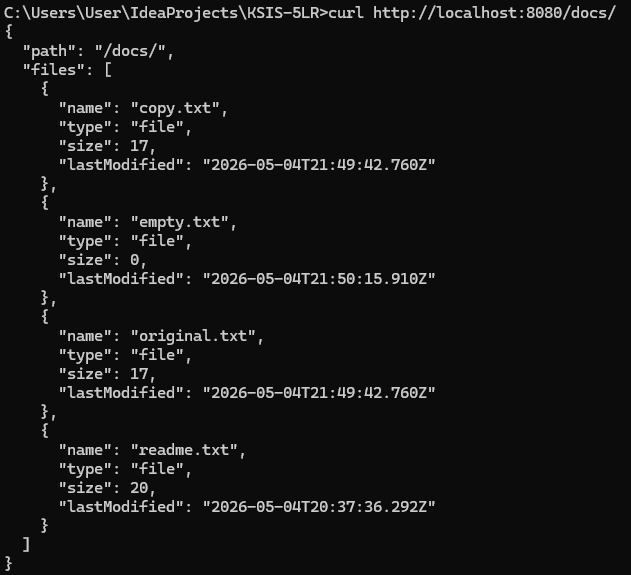 C:\Users\User\IdeaProjects\KSIS-5LR>curl http://localhost:8080/docs/
{
  "path": "/docs/",
  "files": [
    {
      "name": "copy.txt",
      "type": "file",
      "size": 17,
      "lastModified": "2026-05-04T21:49:42.760Z"
    },
    {
      "name": "empty.txt",
      "type": "file",
      "size": 0,
      "lastModified": "2026-05-04T21:50:15.910Z"
    },
    {
      "name": "original.txt",
      "type": "file",
      "size": 17,
      "lastModified": "2026-05-04T21:49:42.760Z"
    },
    {
      "name": "readme.txt",
      "type": "file",
      "size": 20,
      "lastModified": "2026-05-04T20:37:36.292Z"
    }
  ]
}